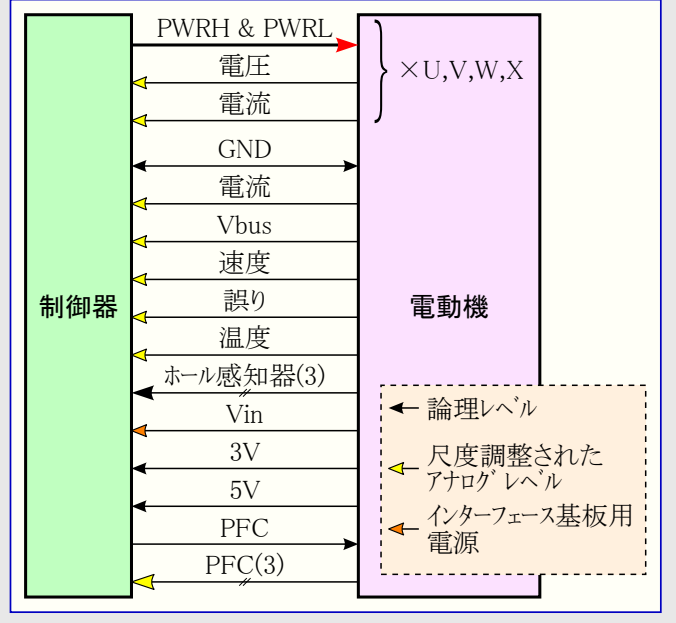 PWRH & PWRL
電圧
電流
×U,V,W,X
GND
電流
Vbus
速度
誤り
温度
ホール感知器(3)
Vin
3V
5V
PFC
PFC(3)
制御器
電動機
論理レベル
尺度調整された
アナログレベル
インターフェース基板用
電源